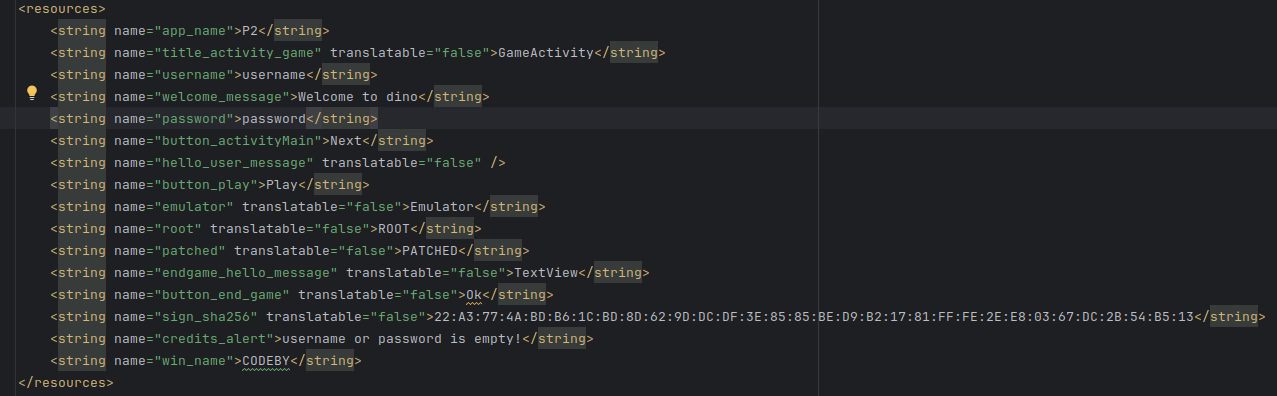 <resources>
<string name="app_name">P2</string>
<string name="title_activity_game" translatable="false">GameActivity</string>
<string name="username">username</string>
<string name="welcome_message">Welcome to dino</string>
<string name="password">password</string>
<string name="button_activityMain">Next</string>
<string name="hello_user_message" translatable="false" />
<string name="button_play">Play</string>
<string name="emulator" translatable="false">Emulator</string>
<string name="root" translatable="false">ROOT</string>
<string name="patched" translatable="false">PATCHED</string>
<string name="endgame_hello_message" translatable="false">TextView</string>
<string name="button_end_game" translatable="false">Ok</string>
<string name="sign_sha256" translatable="false">22:A3:77:4A:BD:B6:1C:BD:8D:62:9D:DC:DF:3E:85:85:BE:D9:B2:17:81:FF:FE:2E:E8:03:67:DC:2B:54:B5:13</string>
<string name="credits_alert">username or password is empty!</string>
<string name="win_name">CODEBY</string>
</resources>